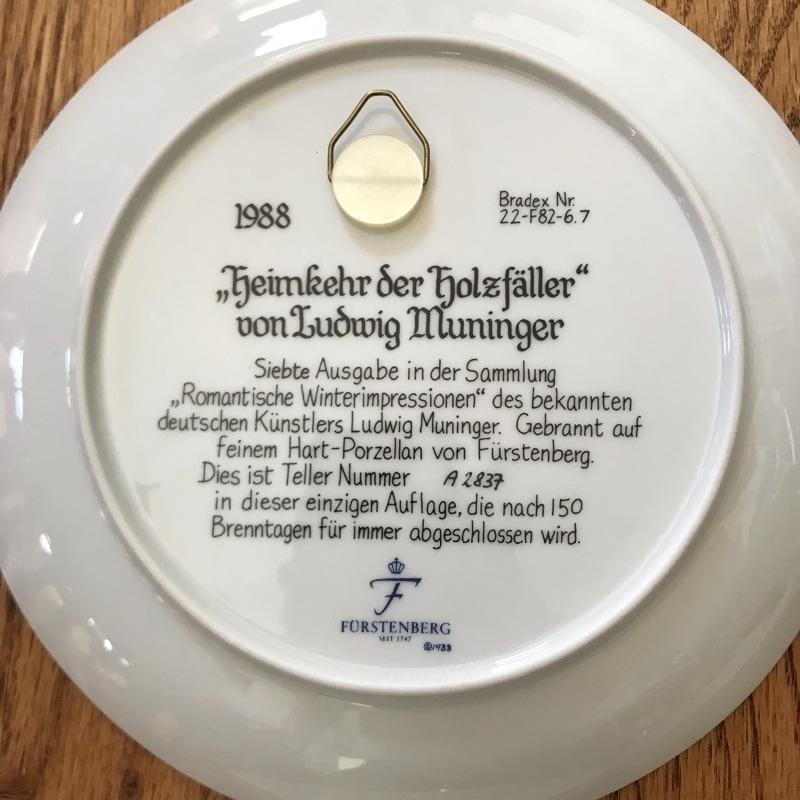 1988
Bradex Nr.
22-F82-6.7
„Heimkehr der Holzfäller“
von Ludwig Muninger
Siebte Ausgabe in der Sammlung
„Romantische Winterimpressionen“ des bekannten
deutschen Künstlers Ludwig Muninger. Gebrannt auf
feinem Hart-Porzellan von Fürstenberg.
Dies ist Teller Nummer A 2837
in dieser einzigen Auflage, die nach 150
Brenntagen für immer abgeschlossen wird.
F
FÜRSTENBERG
SEIT 1747
©1988